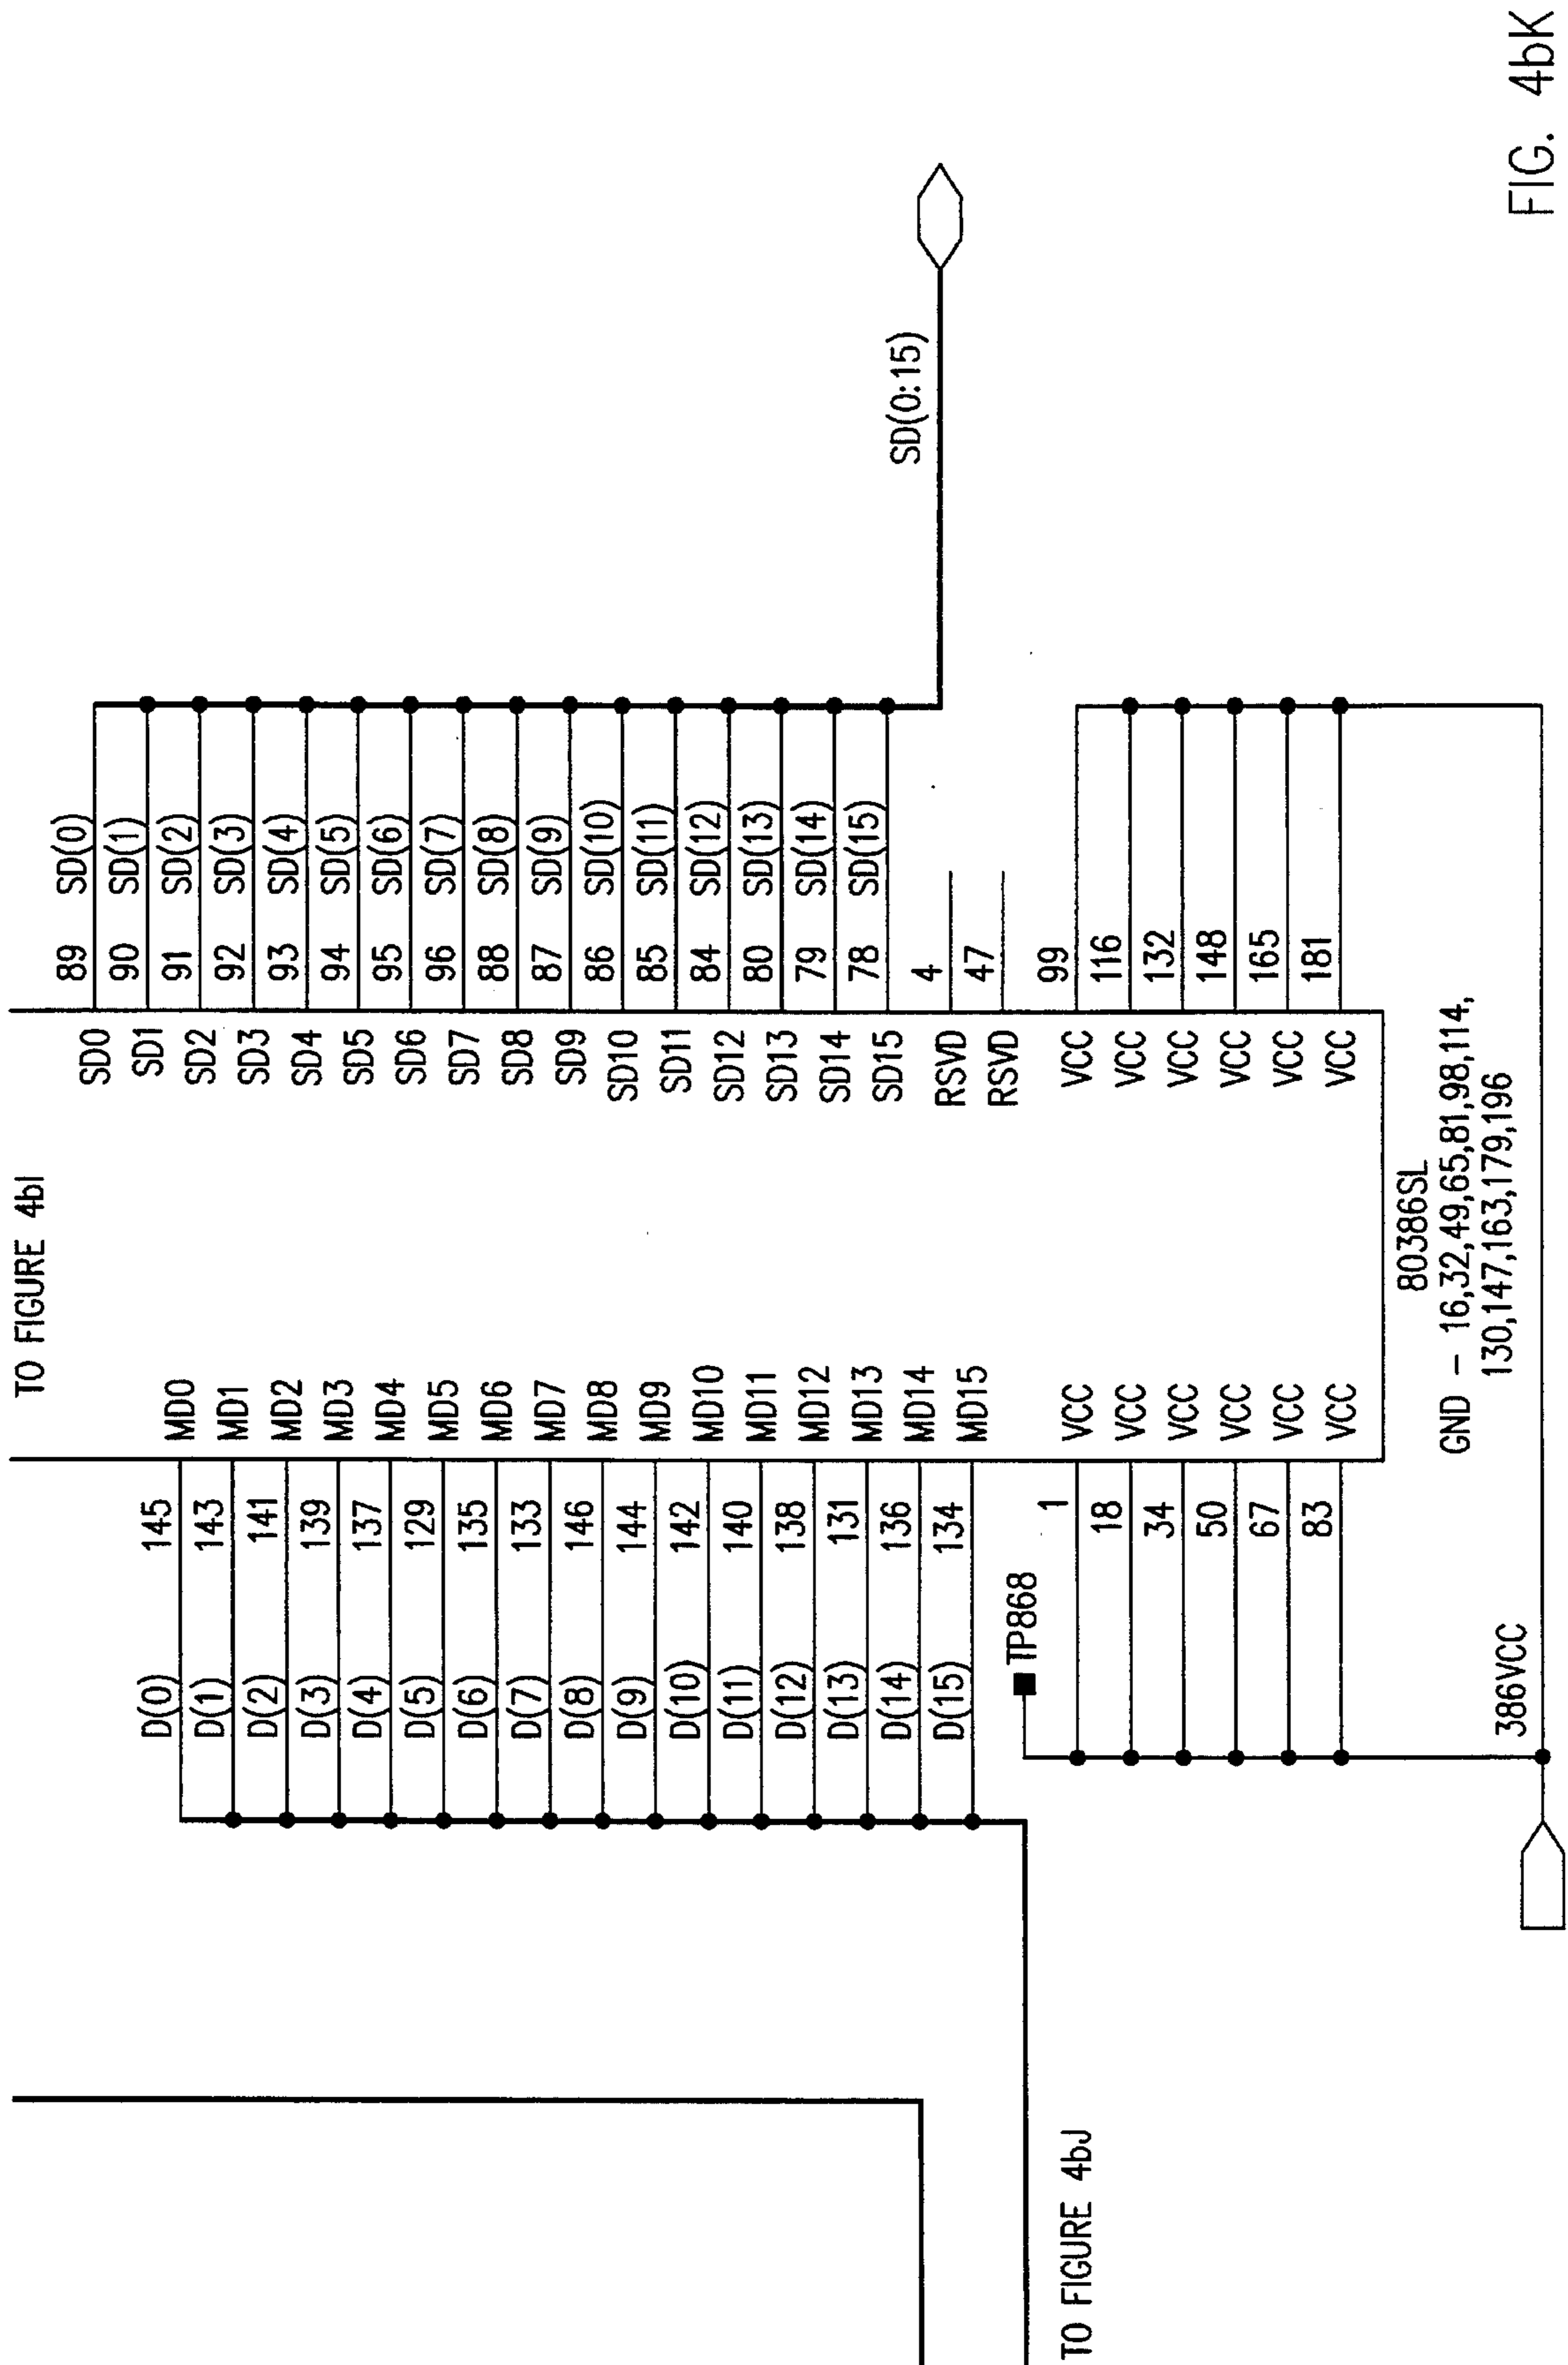 TO FIGURE 4bI
D(0) 145 MD0
D(1) 143 MD1
D(2) 141 MD2
D(3) 139 MD3
D(4) 137 MD4
D(5) 129 MD5
D(6) 135 MD6
D(7) 133 MD7
D(8) 146 MD8
D(9) 144 MD9
D(10) 142 MD10
D(11) 140 MD11
D(12) 138 MD12
D(13) 131 MD13
D(14) 136 MD14
D(15) 134 MD15
TP868
1 VCC
18 VCC
34 VCC
50 VCC
67 VCC
83 VCC
SD0 89 SD(0)
SD1 90 SD(1)
SD2 91 SD(2)
SD3 92 SD(3)
SD4 93 SD(4)
SD5 94 SD(5)
SD6 95 SD(6)
SD7 96 SD(7)
SD8 88 SD(8)
SD9 87 SD(9)
SD10 86 SD(10)
SD11 85 SD(11)
SD12 84 SD(12)
SD13 80 SD(13)
SD14 79 SD(14)
SD15 78 SD(15)
RSVD 4
RSVD 47
VCC 99
VCC 116
VCC 132
VCC 148
VCC 165
VCC 181
SD(0:15)
TO FIGURE 4bJ
80386SL
GND – 16,32,49,65,81,98,114,
130,147,163,179,196
386VCC
FIG. 4bK